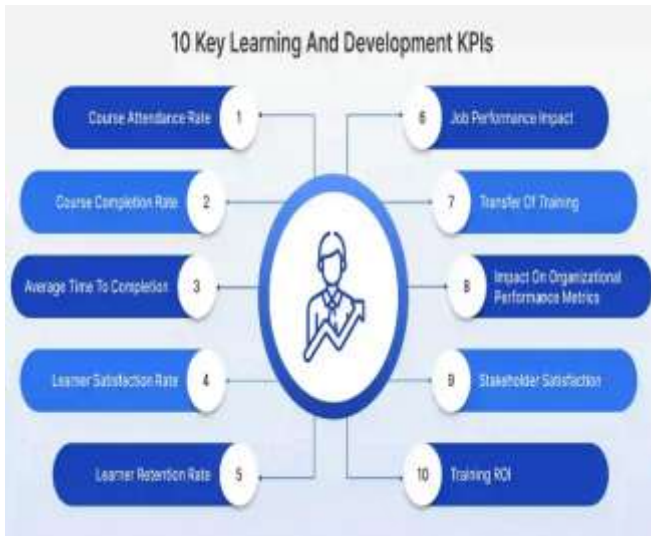 10 Key Learning And Development KPIs
Course Attendance Rate 1
Course Completion Rate 2
Average Time To Completion 3
Learner Satisfaction Rate 4
Learner Retention Rate 5
6 Job Performance Impact
7 Transfer Of Training
8 Impact On Organizational
Performance Metrics
9 Stakeholder Satisfaction
10 Training ROI